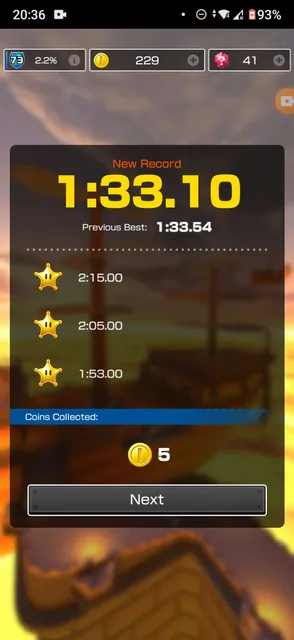 20:36 93%
73 2.2% 229 41
New Record
1:33.10
Previous Best: 1:33.54
2:15.00
2:05.00
1:53.00
Coins Collected:
5
Next